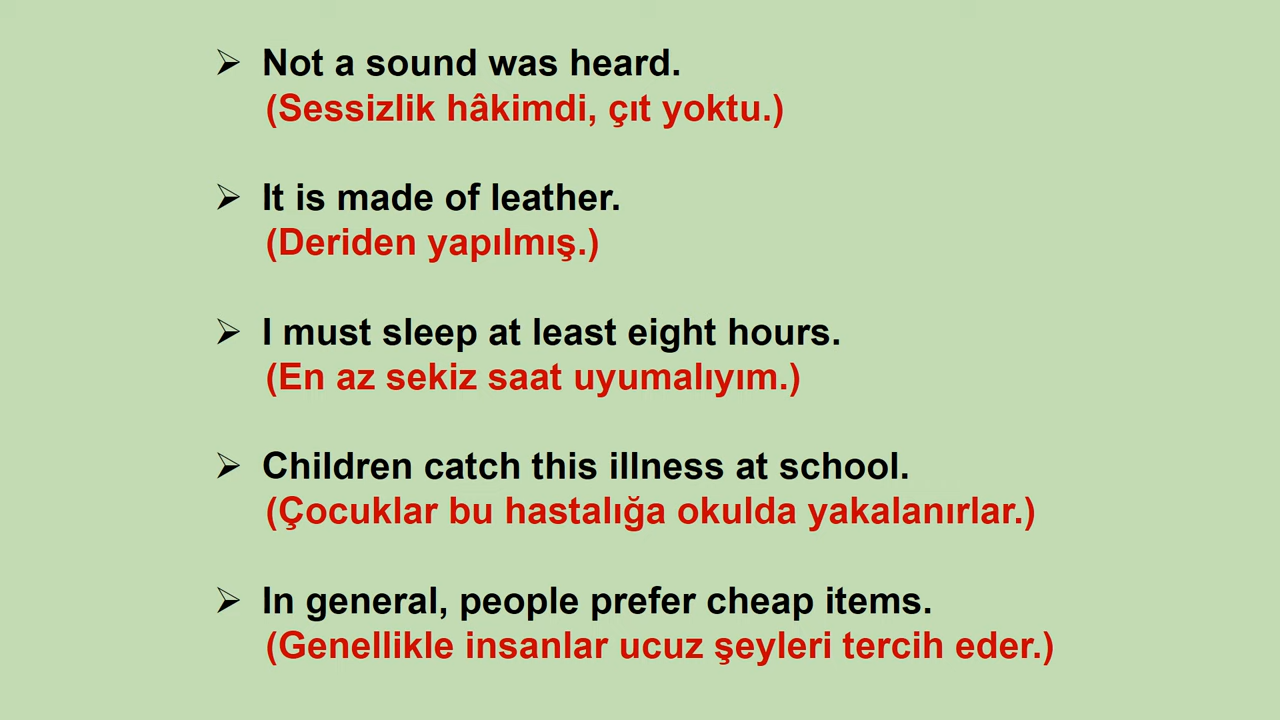 ➢ Not a sound was heard.
(Sessizlik hâkimdi, çıt yoktu.)
➢ It is made of leather.
(Deriden yapılmış.)
➢ I must sleep at least eight hours.
(En az sekiz saat uyumalıyım.)
➢ Children catch this illness at school.
(Çocuklar bu hastalığa okulda yakalanırlar.)
➢ In general, people prefer cheap items.
(Genellikle insanlar ucuz şeyleri tercih eder.)